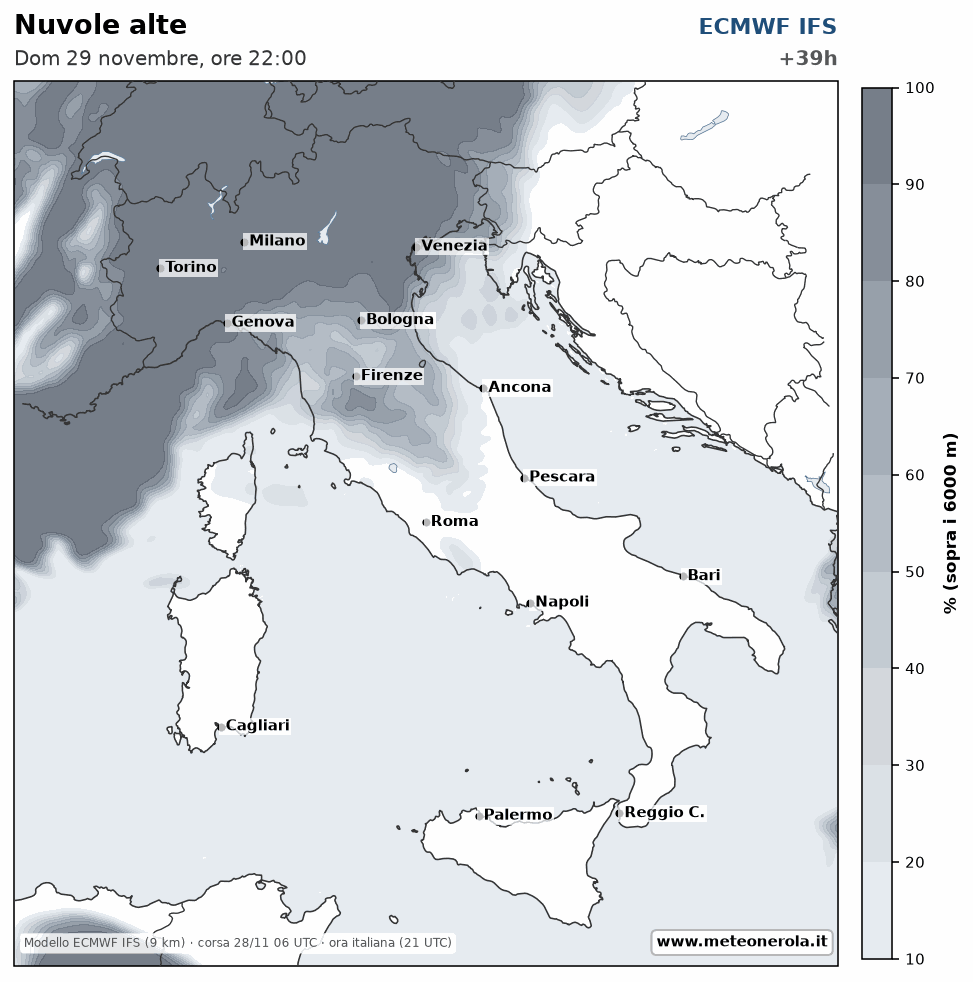 Nuvole alte
ECMWF IFS
Dom 29 novembre, ore 22:00
+39h
Milano
Venezia
Torino
Genova
Bologna
Firenze
Ancona
Pescara
Roma
Bari
Napoli
Cagliari
Palermo
Reggio C.
Modello ECMWF IFS (9 km) · corsa 28/11 06 UTC · ora italiana (21 UTC)
www.meteonerola.it
100
90
80
70
60
50
40
30
20
10
% (sopra i 6000 m)